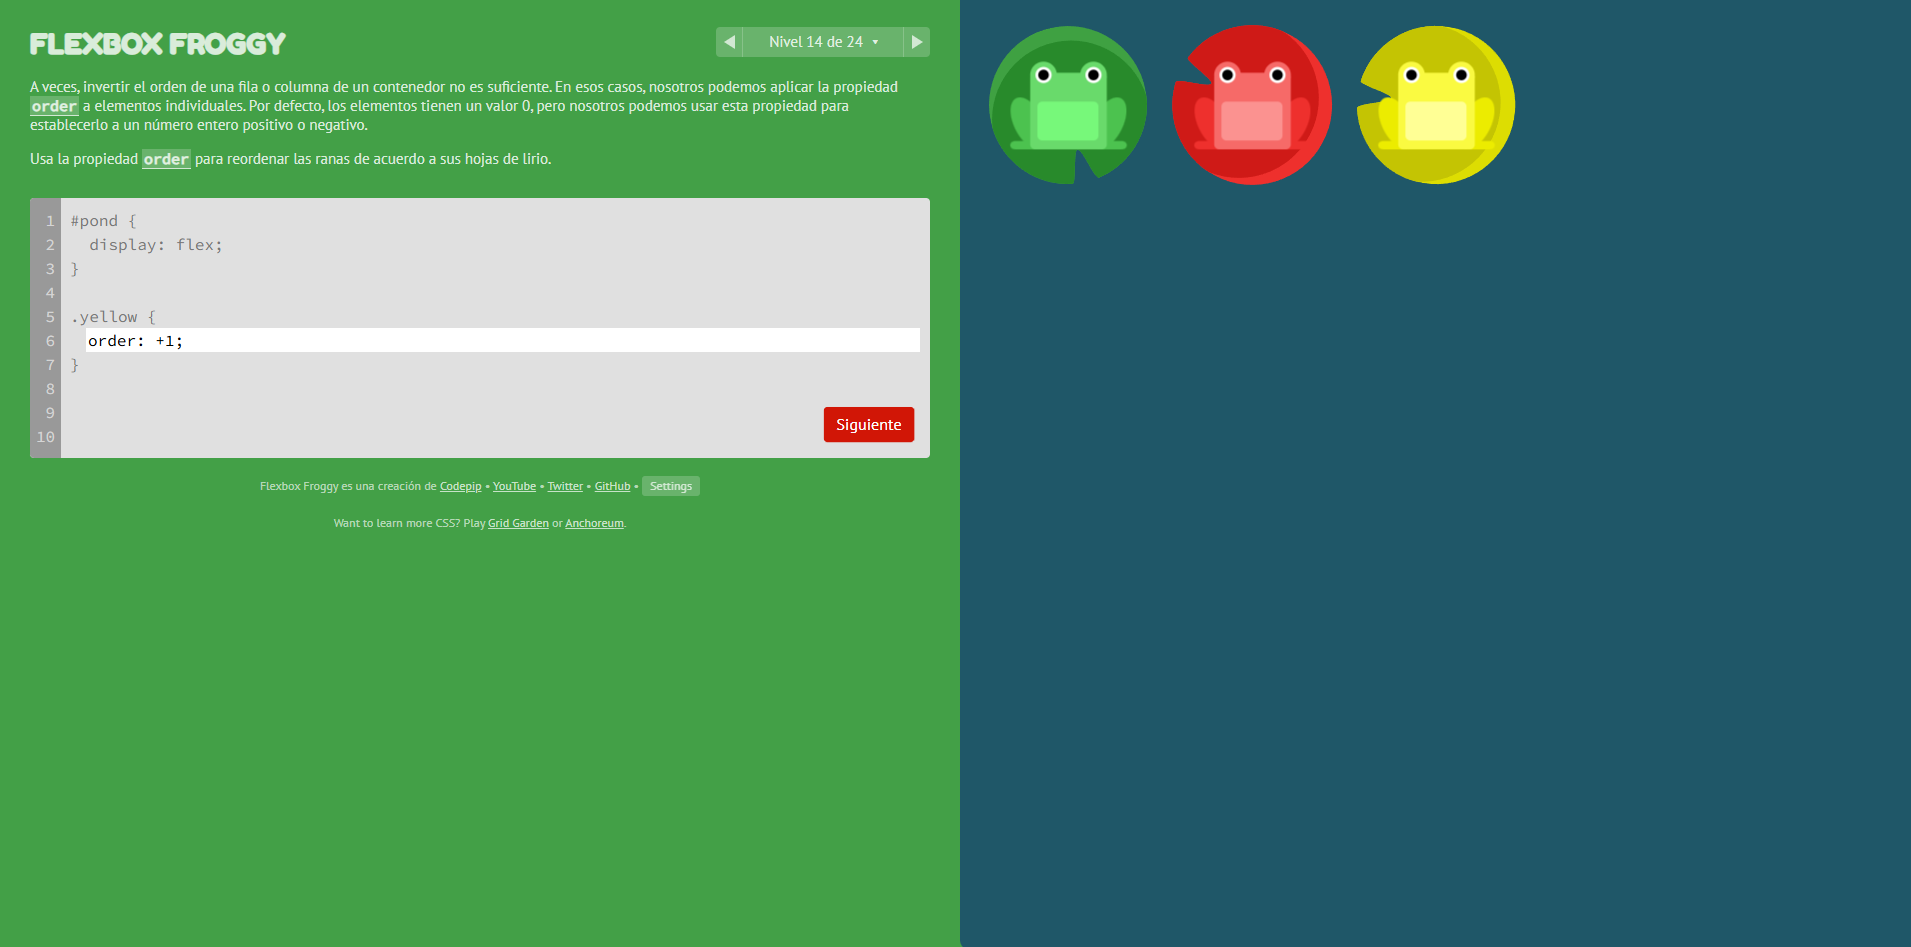 FLEXBOX FROGGY
◀ Nivel 14 de 24 ▾ ▶
A veces, invertir el orden de una fila o columna de un contenedor no es suficiente. En esos casos, nosotros podemos aplicar la propiedad
order a elementos individuales. Por defecto, los elementos tienen un valor 0, pero nosotros podemos usar esta propiedad para
establecerlo a un número entero positivo o negativo.
Usa la propiedad order para reordenar las ranas de acuerdo a sus hojas de lirio.
1 #pond {
2 display: flex;
3 }
4
5 .yellow {
6 order: +1;
7 }
8
9
10
Siguiente
Flexbox Froggy es una creación de Codepip • YouTube • Twitter • GitHub • Settings
Want to learn more CSS? Play Grid Garden or Anchoreum.